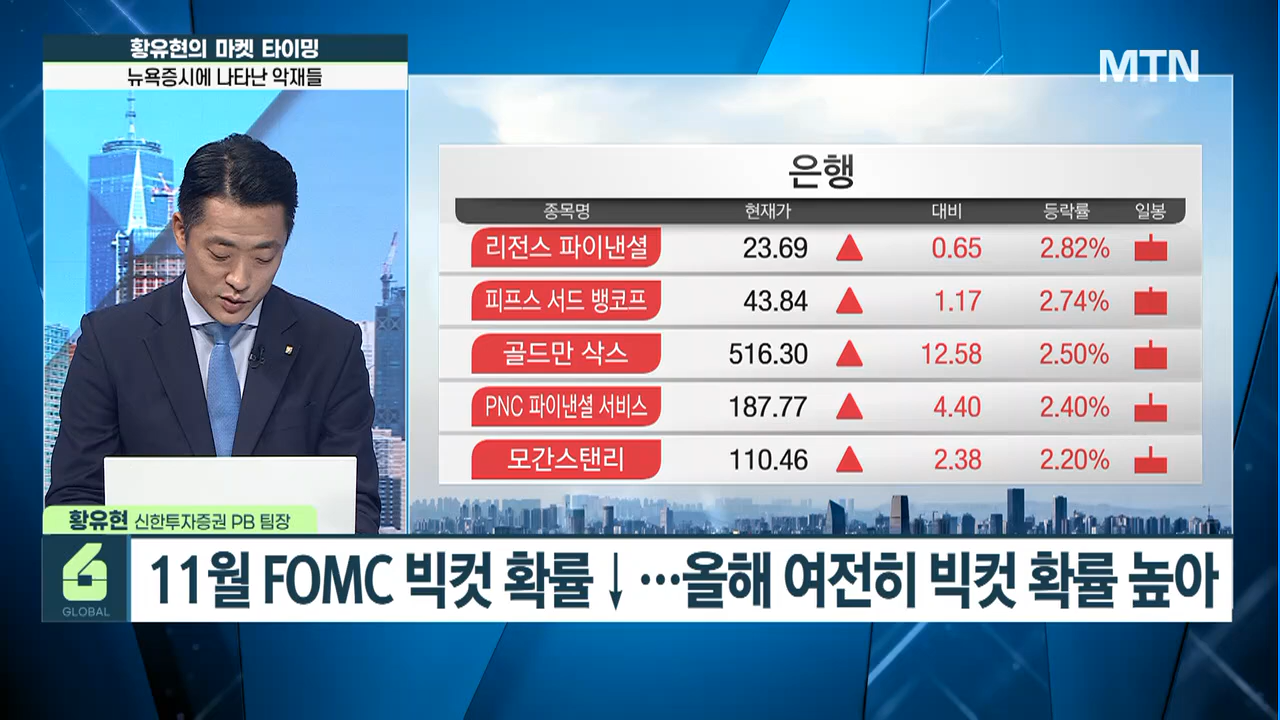 황유현의 마켓 타이밍
뉴욕증시에 나타난 악재들
MTN
은행
종목명 현재가 대비 등락률 일봉
리전스 파이낸셜 23.69 ▲ 0.65 2.82%
피프스 서드 뱅코프 43.84 ▲ 1.17 2.74%
골드만 삭스 516.30 ▲ 12.58 2.50%
PNC 파이낸셜 서비스 187.77 ▲ 4.40 2.40%
모간스탠리 110.46 ▲ 2.38 2.20%
황유현 신한투자증권 PB 팀장
6
GLOBAL
11월 FOMC 빅컷 확률↓…올해 여전히 빅컷 확률 높아